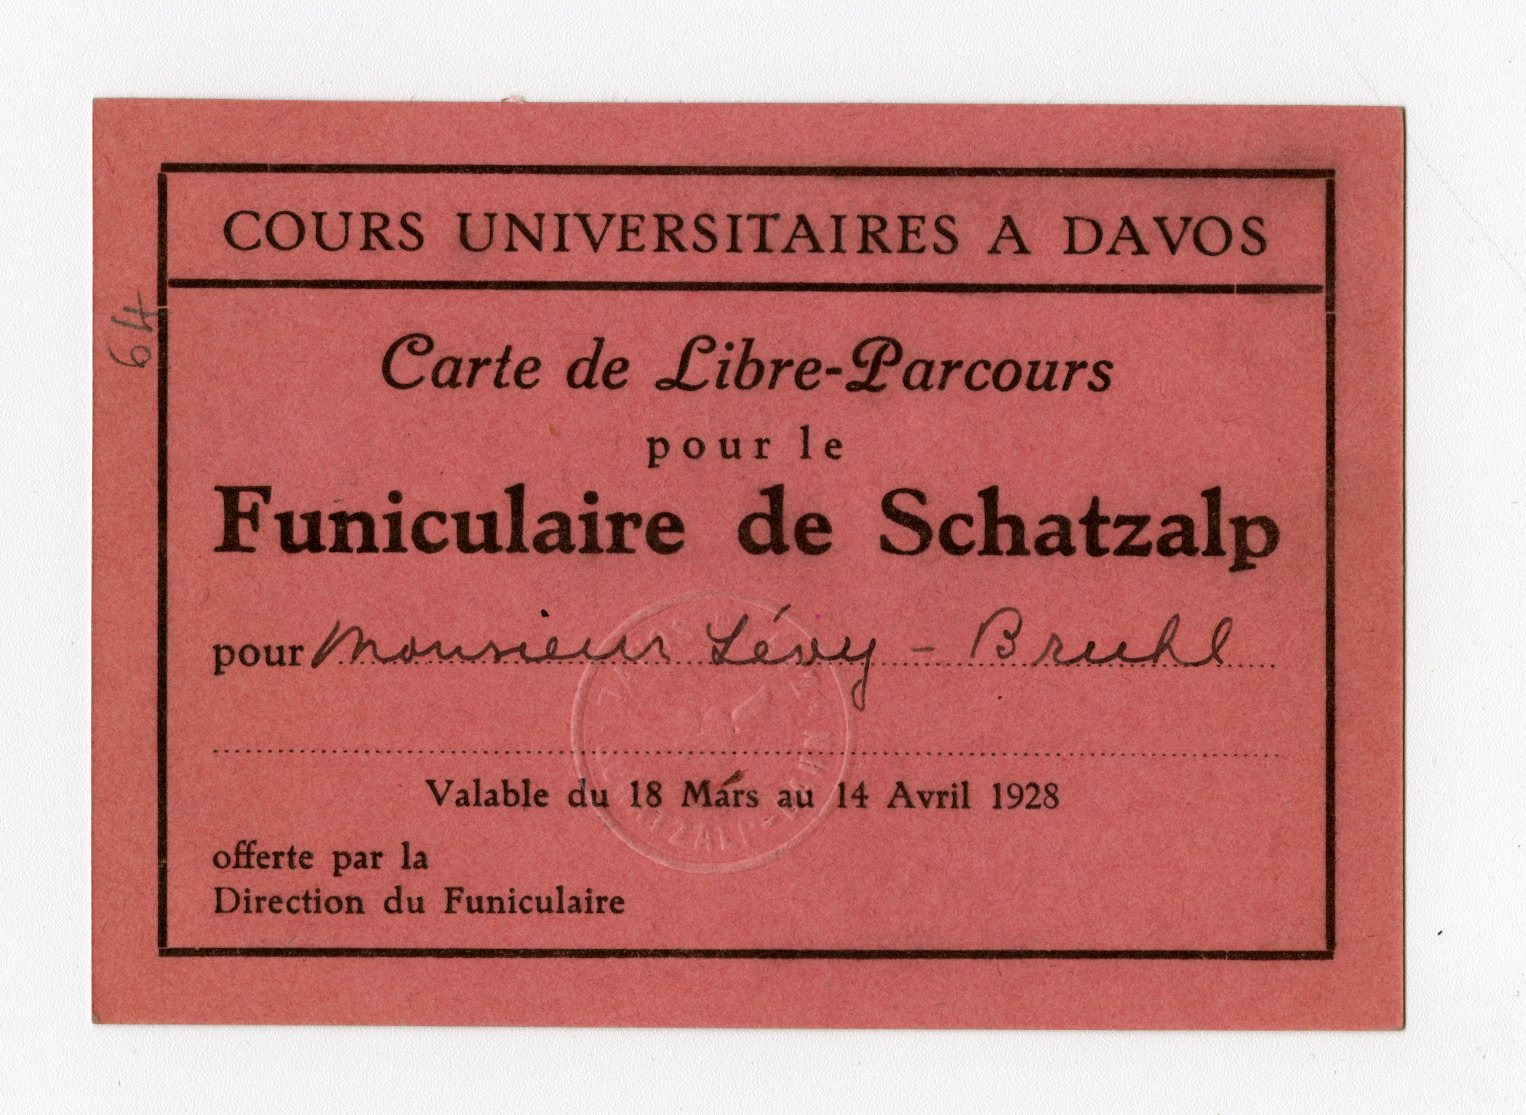 COURS UNIVERSITAIRES A DAVOS
64
Carte de Libre-Parcours
pour le
Funiculaire de Schatzalp
pour Monsieur Lévy - Bruhl
Valable du 18 Mars au 14 Avril 1928
offerte par la
Direction du Funiculaire